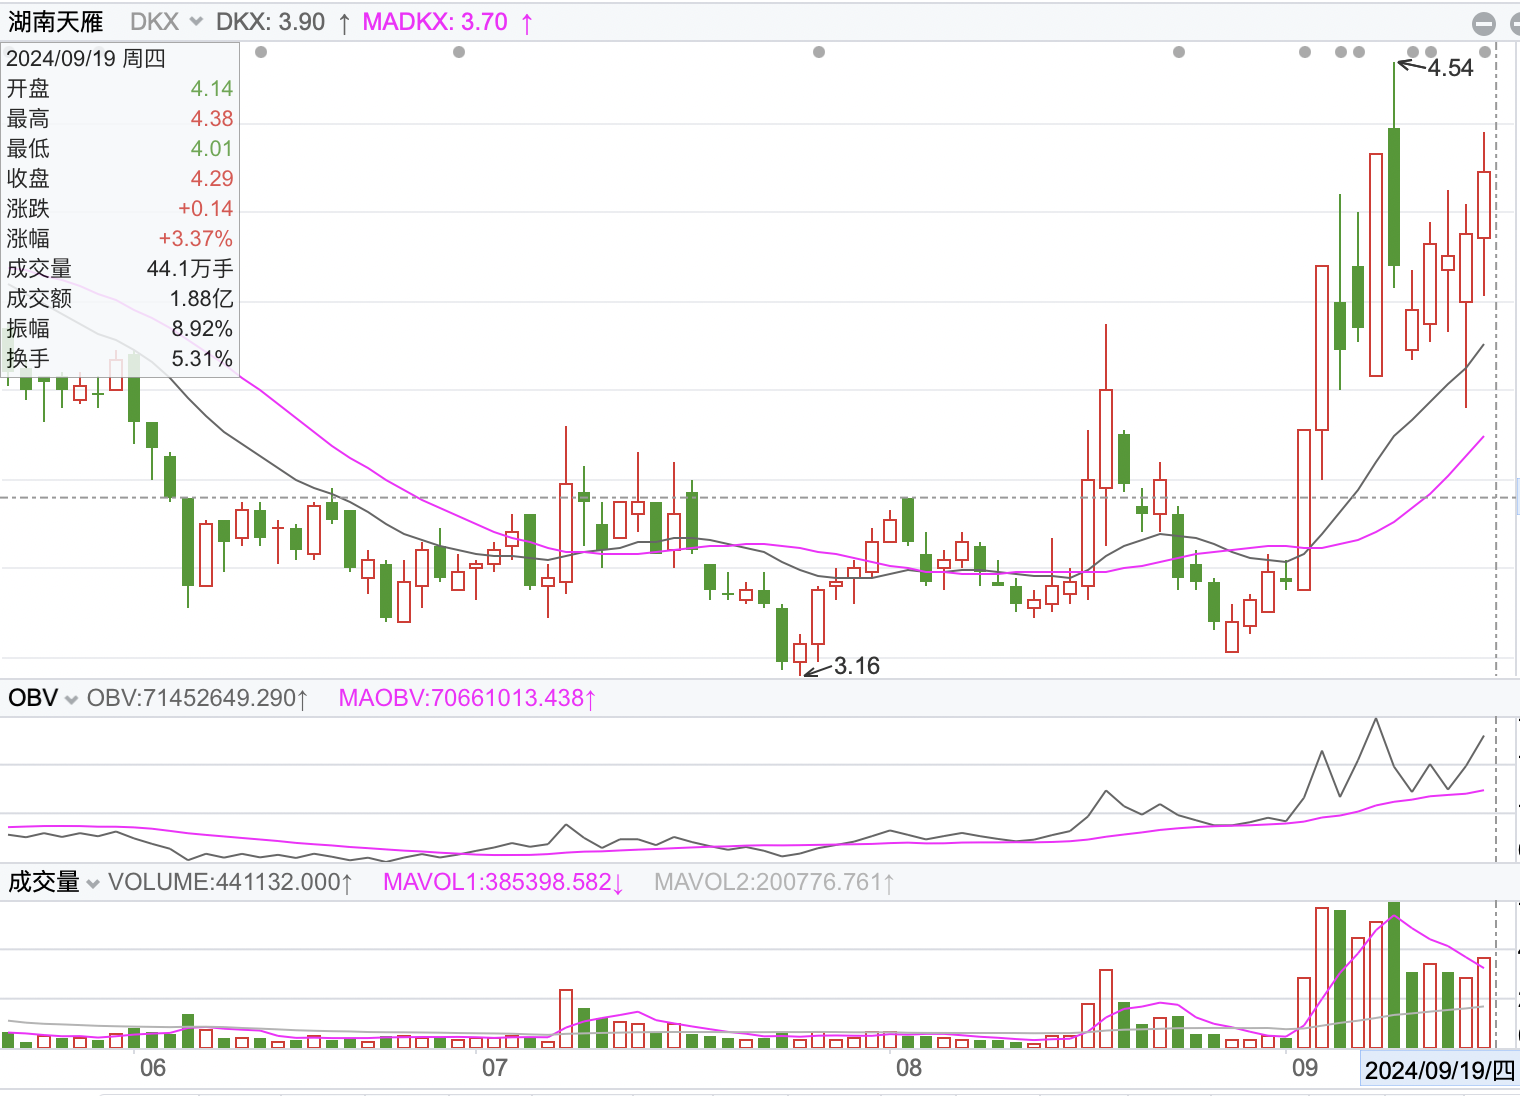 湖南天雁 DKX DKX: 3.90 ↑ MADKX: 3.70 ↑
2024/09/19 周四
开盘 4.14
最高 4.38
最低 4.01
收盘 4.29
涨跌 +0.14
涨幅 +3.37%
成交量 44.1万手
成交额 1.88亿
振幅 8.92%
换手 5.31%
4.54
3.16
OBV OBV:71452649.290↑ MAOBV:70661013.438↑
成交量 VOLUME:441132.000↑ MAVOL1:385398.582↓ MAVOL2:200776.761↑
06 07 08 09 2024/09/19/四